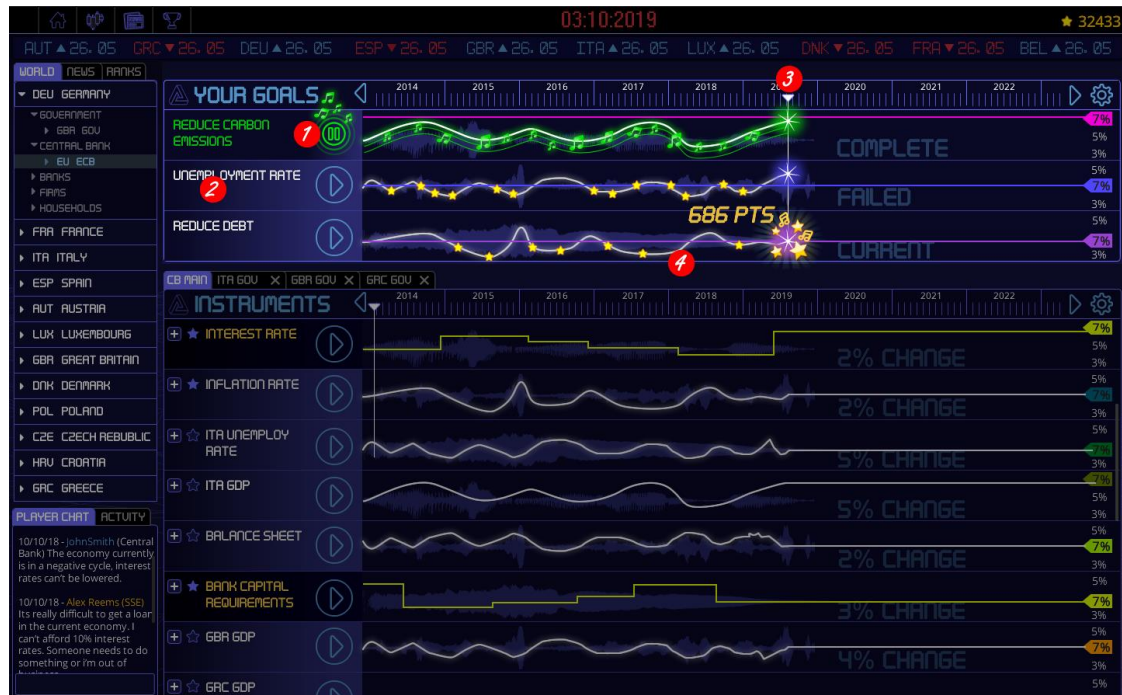 03:10:2019
★ 32433
AUT ▲ 26. 05 GRC ▼ 26. 05 DEU ▲ 26. 05 ESP ▼ 26. 05 GBR ▲ 26. 05 ITA ▲ 26. 05 LUX ▲ 26. 05 DNK ▼ 26. 05 FRA ▼ 26. 05 BEL ▲ 26. 05
WORLD NEWS RANKS
DEU GERMANY
GOVERNMENT
GBR GOV
CENTRAL BANK
EU ECB
BANKS
FIRMS
HOUSEHOLDS
FRA FRANCE
ITA ITALY
ESP SPAIN
AUT AUSTRIA
LUX LUXEMBOURG
GBR GREAT BRITAIN
DNK DENMARK
POL POLAND
CZE CZECH REBUBLIC
HRV CROATIA
GRC GREECE
PLAYER CHAT ACTUITY
10/10/18 - JohnSmith (Central
Bank) The economy currently
is in a negative cycle, interest
rates can't be lowered.
10/10/18 - Alex Reems (SSE)
Its really difficult to get a loan
in the current economy. I
can't afford 10% interest
rates. Someone needs to do
something or i'm out of
YOUR GOALS
2014 2015 2016 2017 2018 2020 2021 2022
3
REDUCE CARBON
EMISSIONS
1
COMPLETE
7%
5%
3%
UNEMPLOYMENT RATE
2
FAILED
5%
7%
3%
REDUCE DEBT
686 PTS
4
CURRENT
5%
7%
3%
CB MAIN ITA GOV X GBR GOV X GRC GOV X
INSTRUMENTS
2014 2015 2016 2017 2018 2019 2020 2021 2022
INTEREST RATE
2% CHANGE
7%
5%
3%
INFLATION RATE
2% CHANGE
5%
7%
3%
ITA UNEMPLOY
RATE
5% CHANGE
5%
7%
3%
ITA GDP
5% CHANGE
7%
5%
3%
BALANCE SHEET
2% CHANGE
5%
7%
3%
BANK CAPITAL
REQUIREMENTS
3% CHANGE
5%
7%
3%
GBR GDP
4% CHANGE
5%
7%
3%
GRC GDP
5%